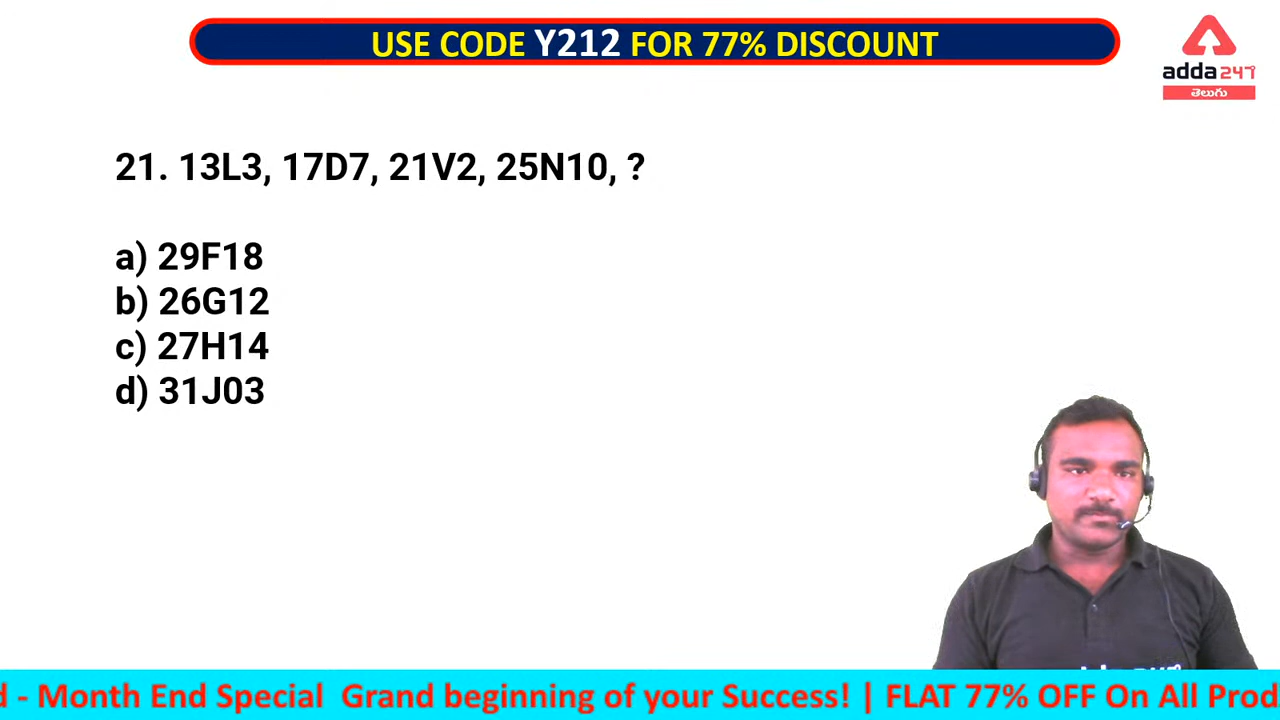 USE CODE Y212 FOR 77% DISCOUNT
adda247
తెలుగు
21. 13L3, 17D7, 21V2, 25N10, ?
a) 29F18
b) 26G12
c) 27H14
d) 31J03
d - Month End Special Grand beginning of your Success! | FLAT 77% OFF On All Prod